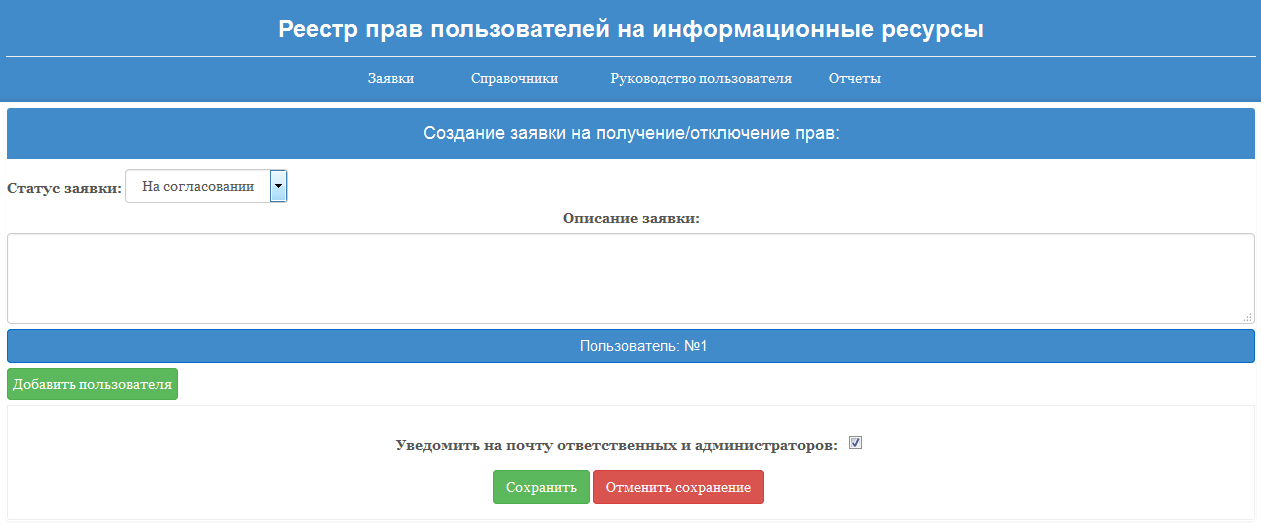 Реестр прав пользователей на информационные ресурсы
Заявки Справочники Руководство пользователя Отчеты
Создание заявки на получение/отключение прав:
Статус заявки: На согласовании
Описание заявки:
Пользователь: №1
Добавить пользователя
Уведомить на почту ответственных и администраторов:
Сохранить Отменить сохранение